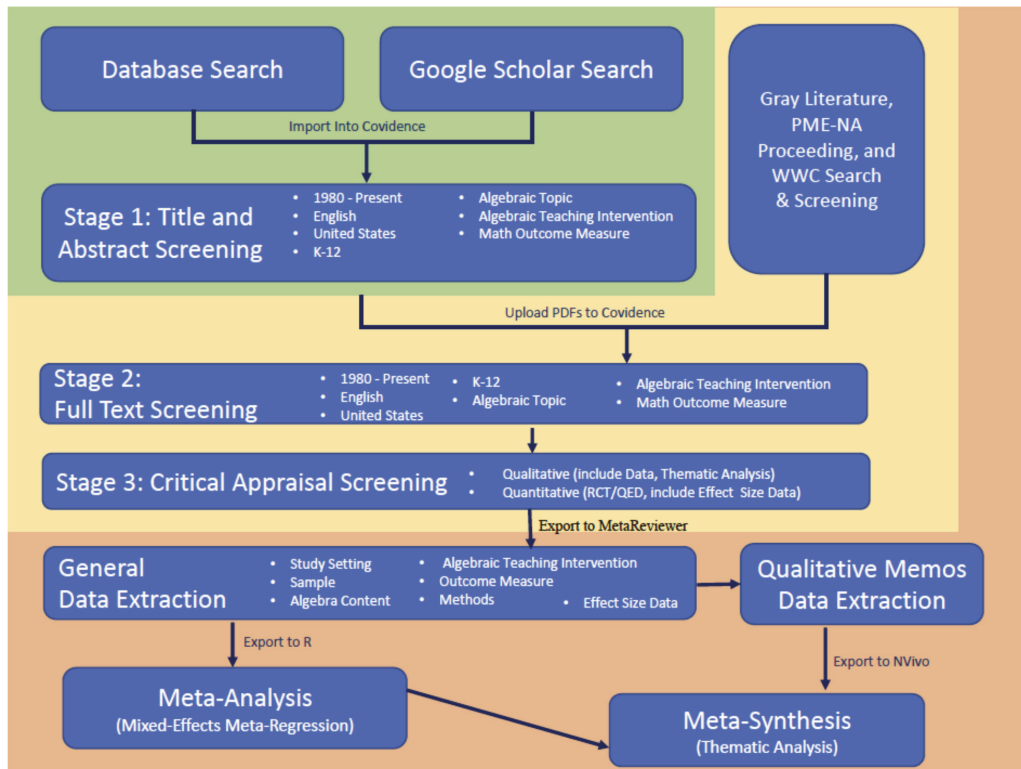 Database Search
Google Scholar Search
Gray Literature,
PME-NA
Proceeding, and
WWC Search
& Screening
Import Into Covidence
Stage 1: Title and
Abstract Screening
• 1980 - Present
• English
• United States
• K-12
• Algebraic Topic
• Algebraic Teaching Intervention
• Math Outcome Measure
Upload PDFs to Covidence
Stage 2:
Full Text Screening
• 1980 - Present
• English
• United States
• K-12
• Algebraic Topic
• Algebraic Teaching Intervention
• Math Outcome Measure
Stage 3: Critical Appraisal Screening
• Qualitative (include Data, Thematic Analysis)
• Quantitative (RCT/QED, include Effect Size Data)
Export to MetaReviewer
General
Data Extraction
• Study Setting
• Sample
• Algebra Content
• Algebraic Teaching Intervention
• Outcome Measure
• Methods
• Effect Size Data
Qualitative Memos
Data Extraction
Export to R
Export to NVivo
Meta-Analysis
(Mixed-Effects Meta-Regression)
Meta-Synthesis
(Thematic Analysis)